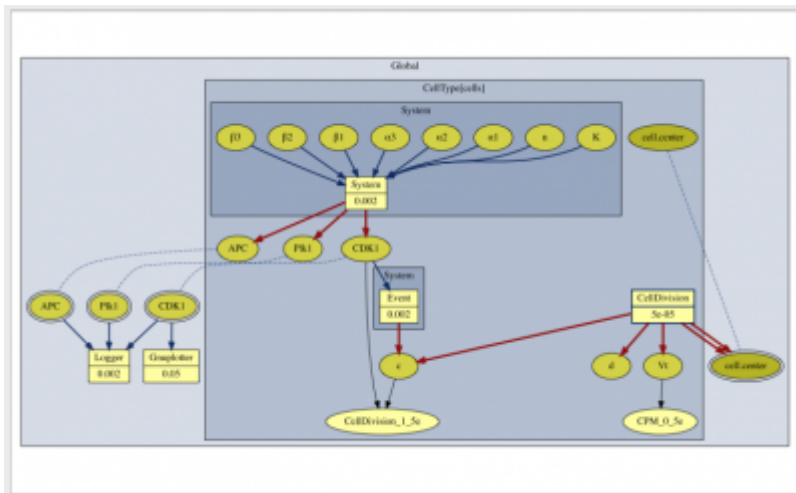 Global
CellType[cells]
System
β3 β2 β1 α3 α2 α1 n K cell.center
System
0.002
APC Plk1 CDK1
System
APC Plk1 CDK1 Event CellDivision
0.002 5e-05
Logger Gnuplotter
0.002 0.05
c d Vt cell.center
CellDivision_1_5e CPM_0_5e